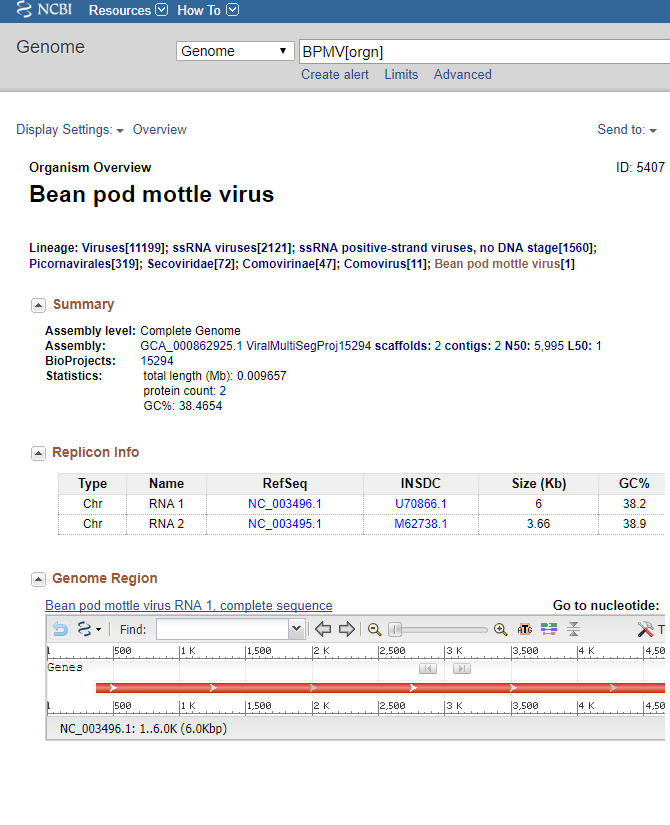 NCBI Resources How To
Genome Genome BPMV[orgn]
Create alert Limits Advanced
Display Settings: Overview Send to:
Organism Overview ID: 5407
Bean pod mottle virus
Lineage: Viruses[11199]; ssRNA viruses[2121]; ssRNA positive-strand viruses, no DNA stage[1560];
Picornavirales[319]; Secoviridae[72]; Comovirinae[47]; Comovirus[11]; Bean pod mottle virus[1]
Summary
Assembly level: Complete Genome
Assembly: GCA_000862925.1 ViralMultiSegProj15294 scaffolds: 2 contigs: 2 N50: 5,995 L50: 1
BioProjects: 15294
Statistics: total length (Mb): 0.009657
protein count: 2
GC%: 38.4654
Replicon Info
Type Name RefSeq INSDC Size (Kb) GC%
Chr RNA 1 NC_003496.1 U70866.1 6 38.2
Chr RNA 2 NC_003495.1 M62738.1 3.66 38.9
Genome Region
Bean pod mottle virus RNA 1, complete sequence Go to nucleotide:
Find: ATG T
1 500 1 K 1,500 2 K 2,500 3 K 3,500 4 K 4,50
Genes
1 500 1 K 1,500 2 K 2,500 3 K 3,500 4 K 4,50
NC_003496.1: 1..6.0K (6.0Kbp)